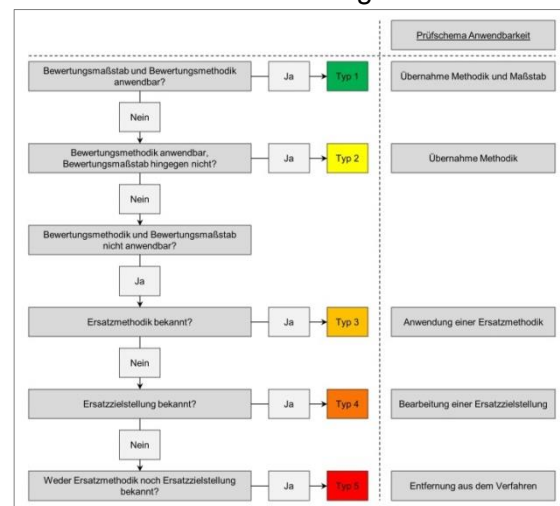 Prüfschema Anwendbarkeit
Bewertungsmaßstab und Bewertungsmethodik
anwendbar?
Ja
Typ 1
Übernahme Methodik und Maßstab
Nein
Bewertungsmethodik anwendbar,
Bewertungsmaßstab hingegen nicht?
Ja
Typ 2
Übernahme Methodik
Nein
Bewertungsmethodik und Bewertungsmaßstab
nicht anwendbar?
Ja
Ersatzmethodik bekannt?
Ja
Typ 3
Anwendung einer Ersatzmethodik
Nein
Ersatzzielstellung bekannt?
Ja
Typ 4
Bearbeitung einer Ersatzzielstellung
Nein
Weder Ersatzmethodik noch Ersatzzielstellung
bekannt?
Ja
Typ 5
Entfernung aus dem Verfahren